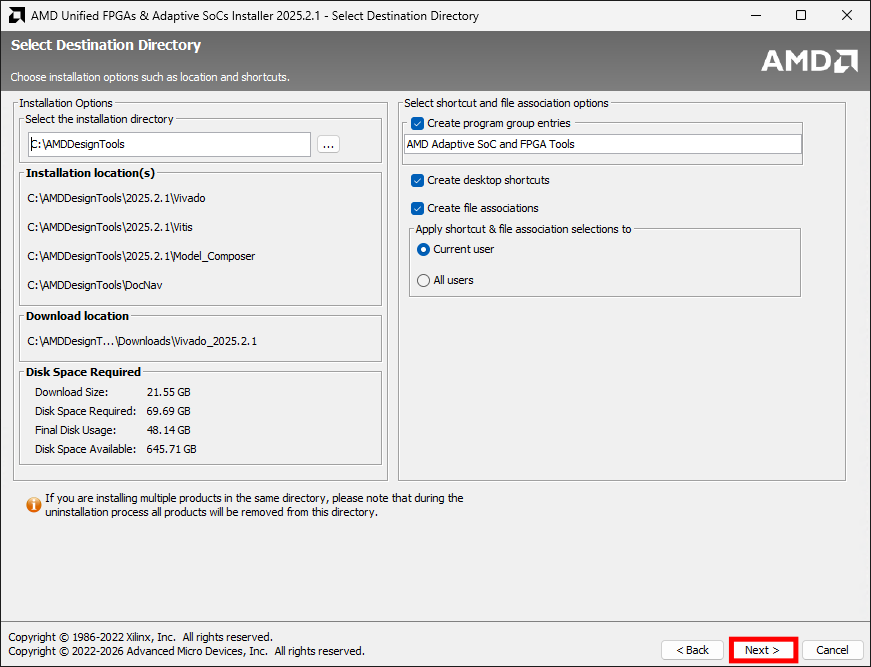 AMD Unified FPGAs & Adaptive SoCs Installer 2025.2.1 - Select Destination Directory
Select Destination Directory
Choose installation options such as location and shortcuts.
AMD
Installation Options
Select the installation directory
C:\AMDDesignTools
...
Installation location(s)
C:\AMDDesignTools\2025.2.1\Vivado
C:\AMDDesignTools\2025.2.1\Vitis
C:\AMDDesignTools\2025.2.1\Model_Composer
C:\AMDDesignTools\DocNav
Download location
C:\AMDDesignT...\Downloads\Vivado_2025.2.1
Disk Space Required
Download Size: 21.55 GB
Disk Space Required: 69.69 GB
Final Disk Usage: 48.14 GB
Disk Space Available: 645.71 GB
Select shortcut and file association options
Create program group entries
AMD Adaptive SoC and FPGA Tools
Create desktop shortcuts
Create file associations
Apply shortcut & file association selections to
Current user
All users
If you are installing multiple products in the same directory, please note that during the
uninstallation process all products will be removed from this directory.
Copyright © 1986-2022 Xilinx, Inc. All rights reserved.
Copyright © 2022-2026 Advanced Micro Devices, Inc. All rights reserved.
< Back
Next >
Cancel